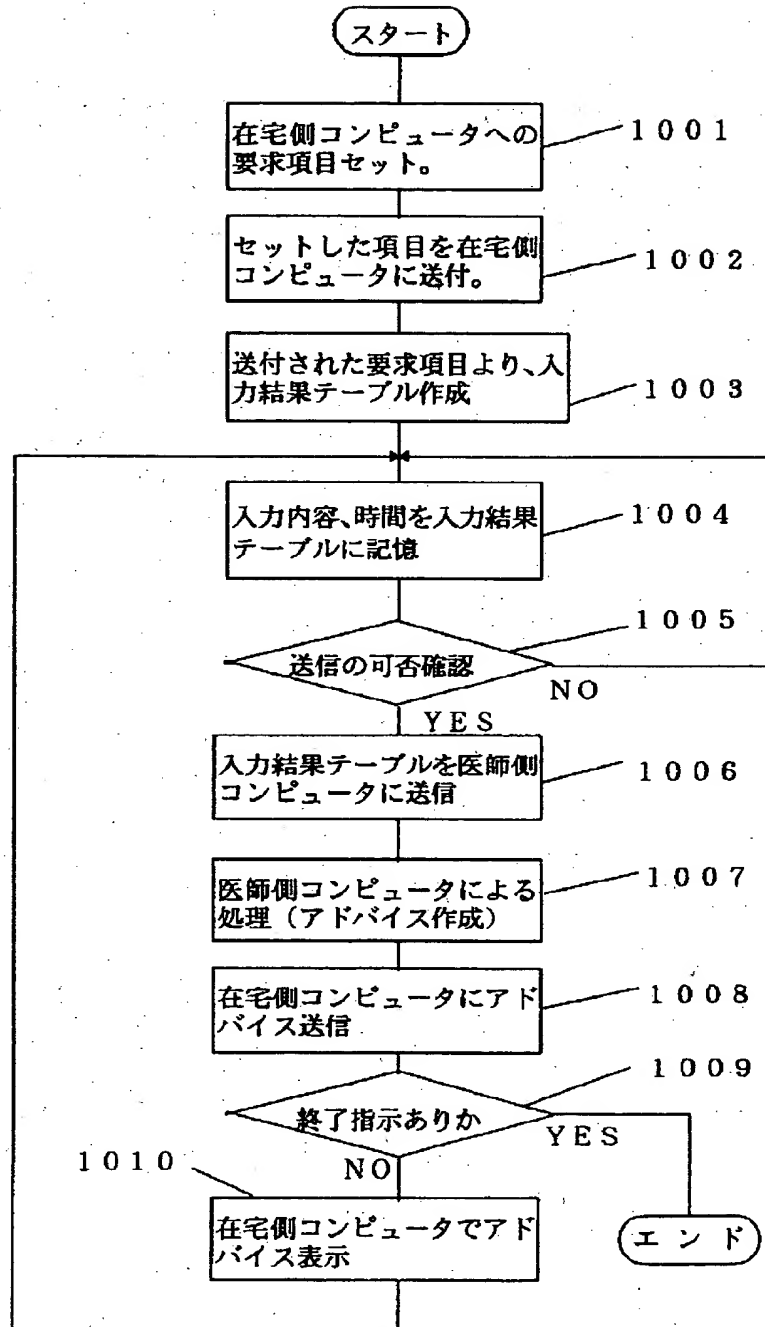 スタート
在宅側コンピュータへの
要求項目セット。
1001
セットした項目を在宅側
コンピュータに送付。
1002
送付された要求項目より、入
力結果テーブル作成
1003
入力内容、時間を入力結果
テーブルに記憶
1004
送信の可否確認
1005
NO
YES
入力結果テーブルを医師側
コンピュータに送信
1006
医師側コンピュータによる
処理（アドバイス作成）
1007
在宅側コンピュータにアド
バイス送信
1008
終了指示ありか
1009
YES
NO
1010
在宅側コンピュータでアド
バイス表示
エンド